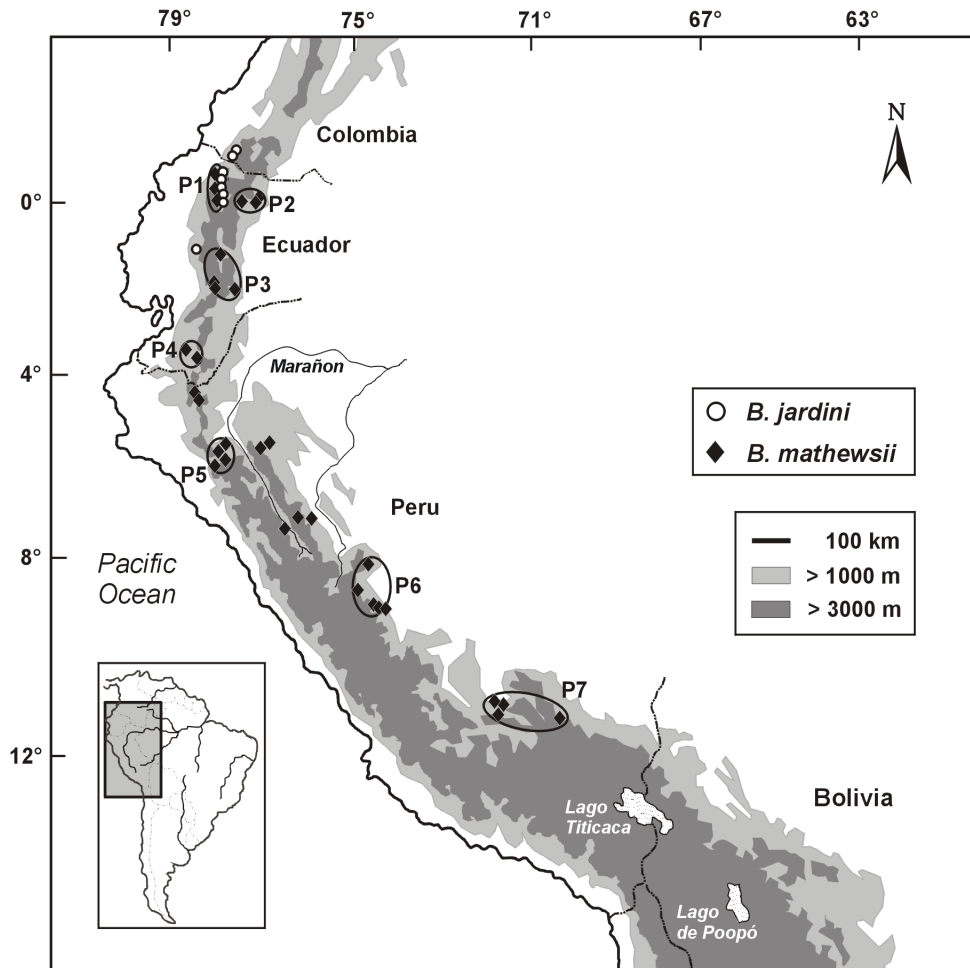 79° 75° 71° 67° 63°
N
Colombia
P1
0°
P2
Ecuador
P3
P4
Marañon
4°
B. jardini
B. mathewsii
P5
Peru
8°
Pacific
Ocean
100 km
> 1000 m
> 3000 m
P6
P7
12°
Lago
Titicaca
Bolivia
Lago
de Poopó